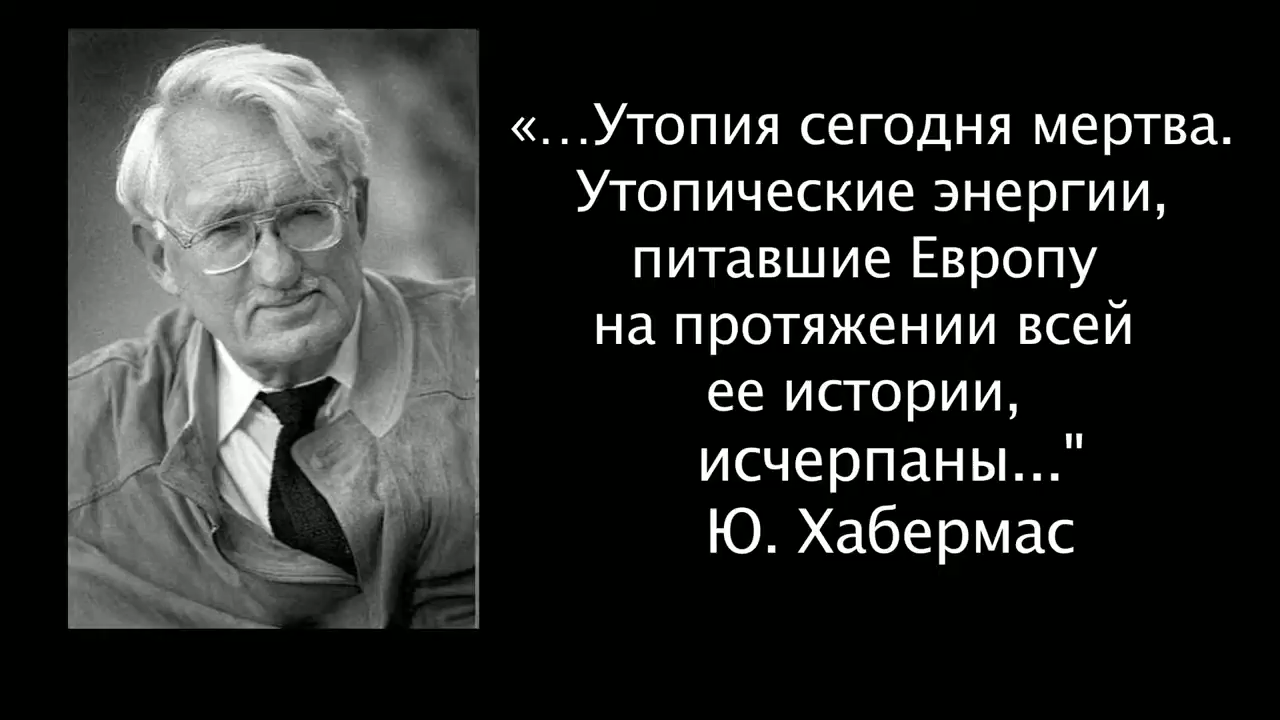 «...Утопия сегодня мертва.
Утопические энергии,
питавшие Европу
на протяжении всей
ее истории,
исчерпаны..."
Ю. Хабермас